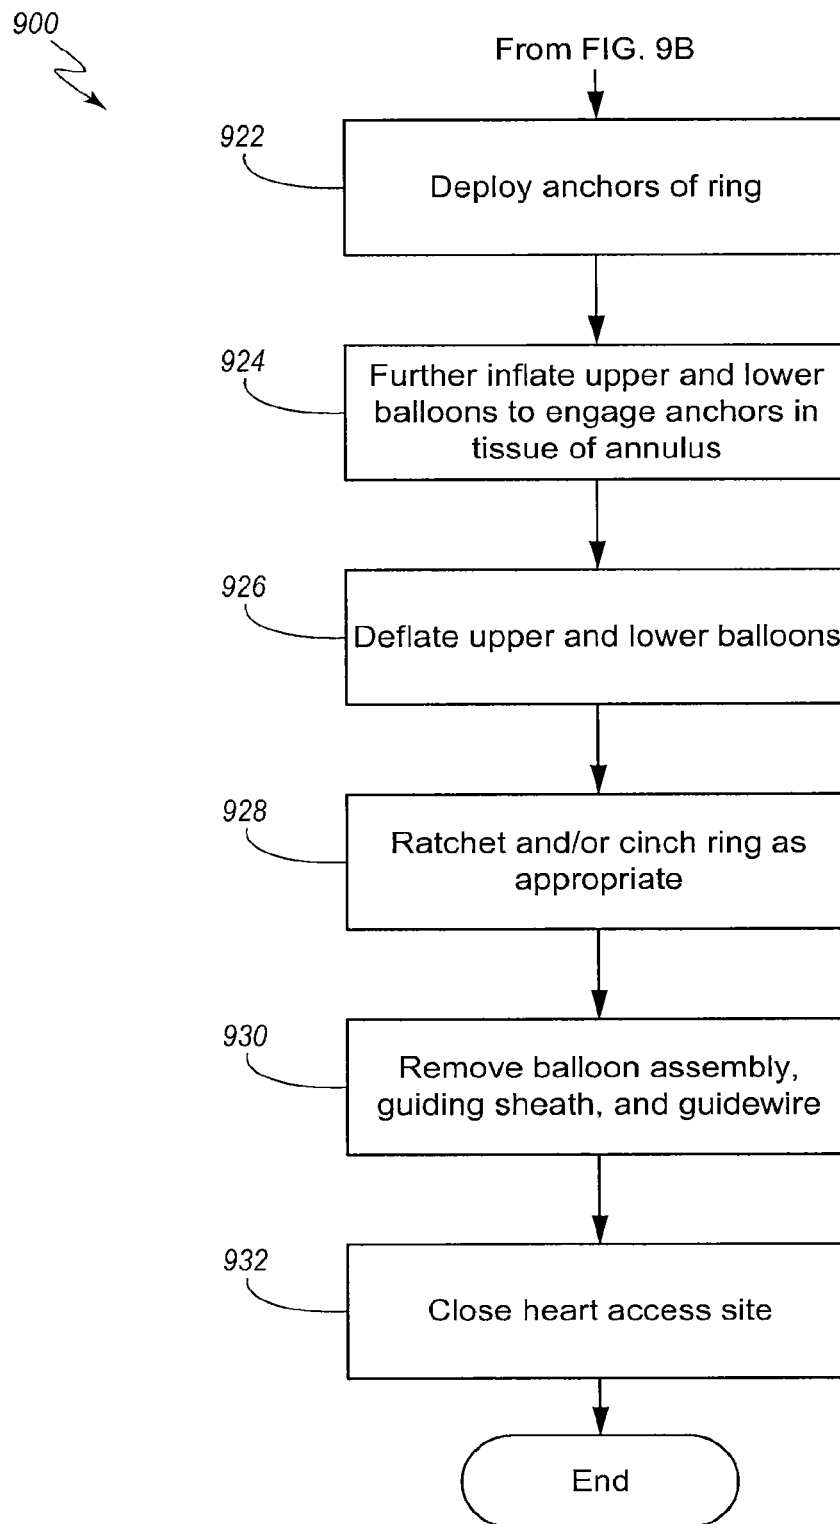 900
From FIG. 9B
922
Deploy anchors of ring
924
Further inflate upper and lower
balloons to engage anchors in
tissue of annulus
926
Deflate upper and lower balloons
928
Ratchet and/or cinch ring as
appropriate
930
Remove balloon assembly,
guiding sheath, and guidewire
932
Close heart access site
End